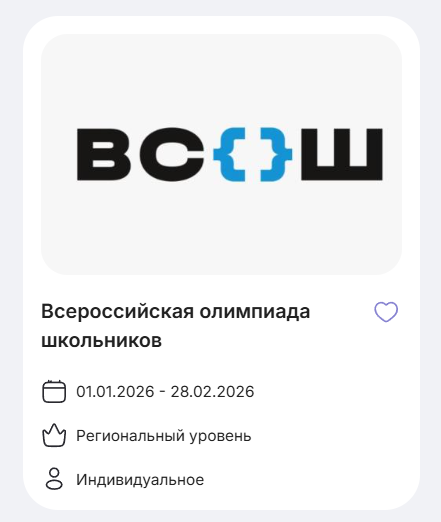 ВС{}Ш
Всероссийская олимпиада
школьников
01.01.2026 - 28.02.2026
Региональный уровень
Индивидуальное